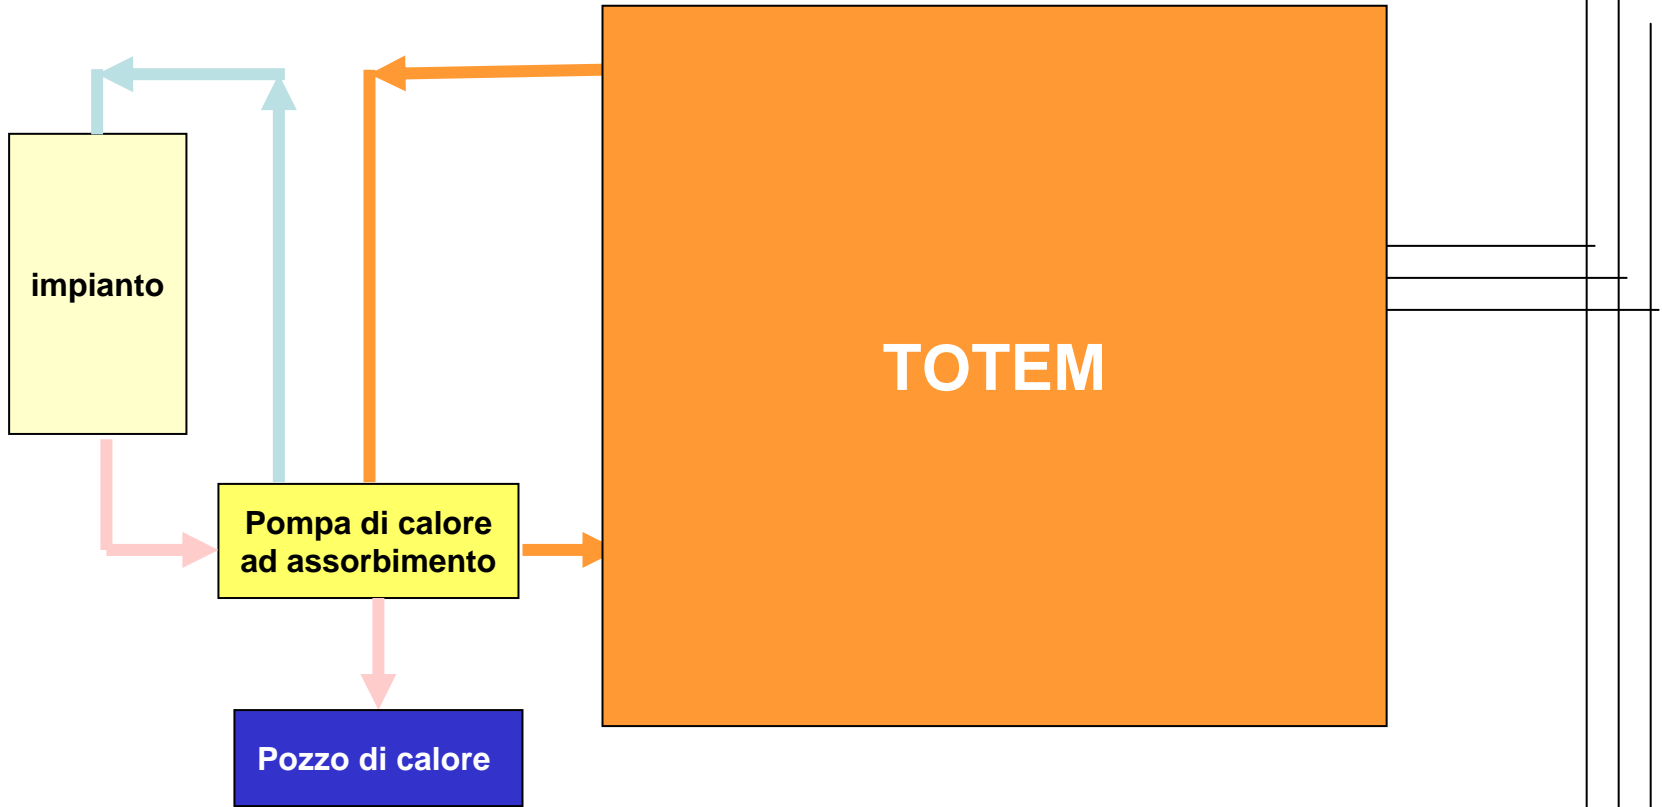 impianto
TOTEM
Pompa di calore
ad assorbimento
Pozzo di calore